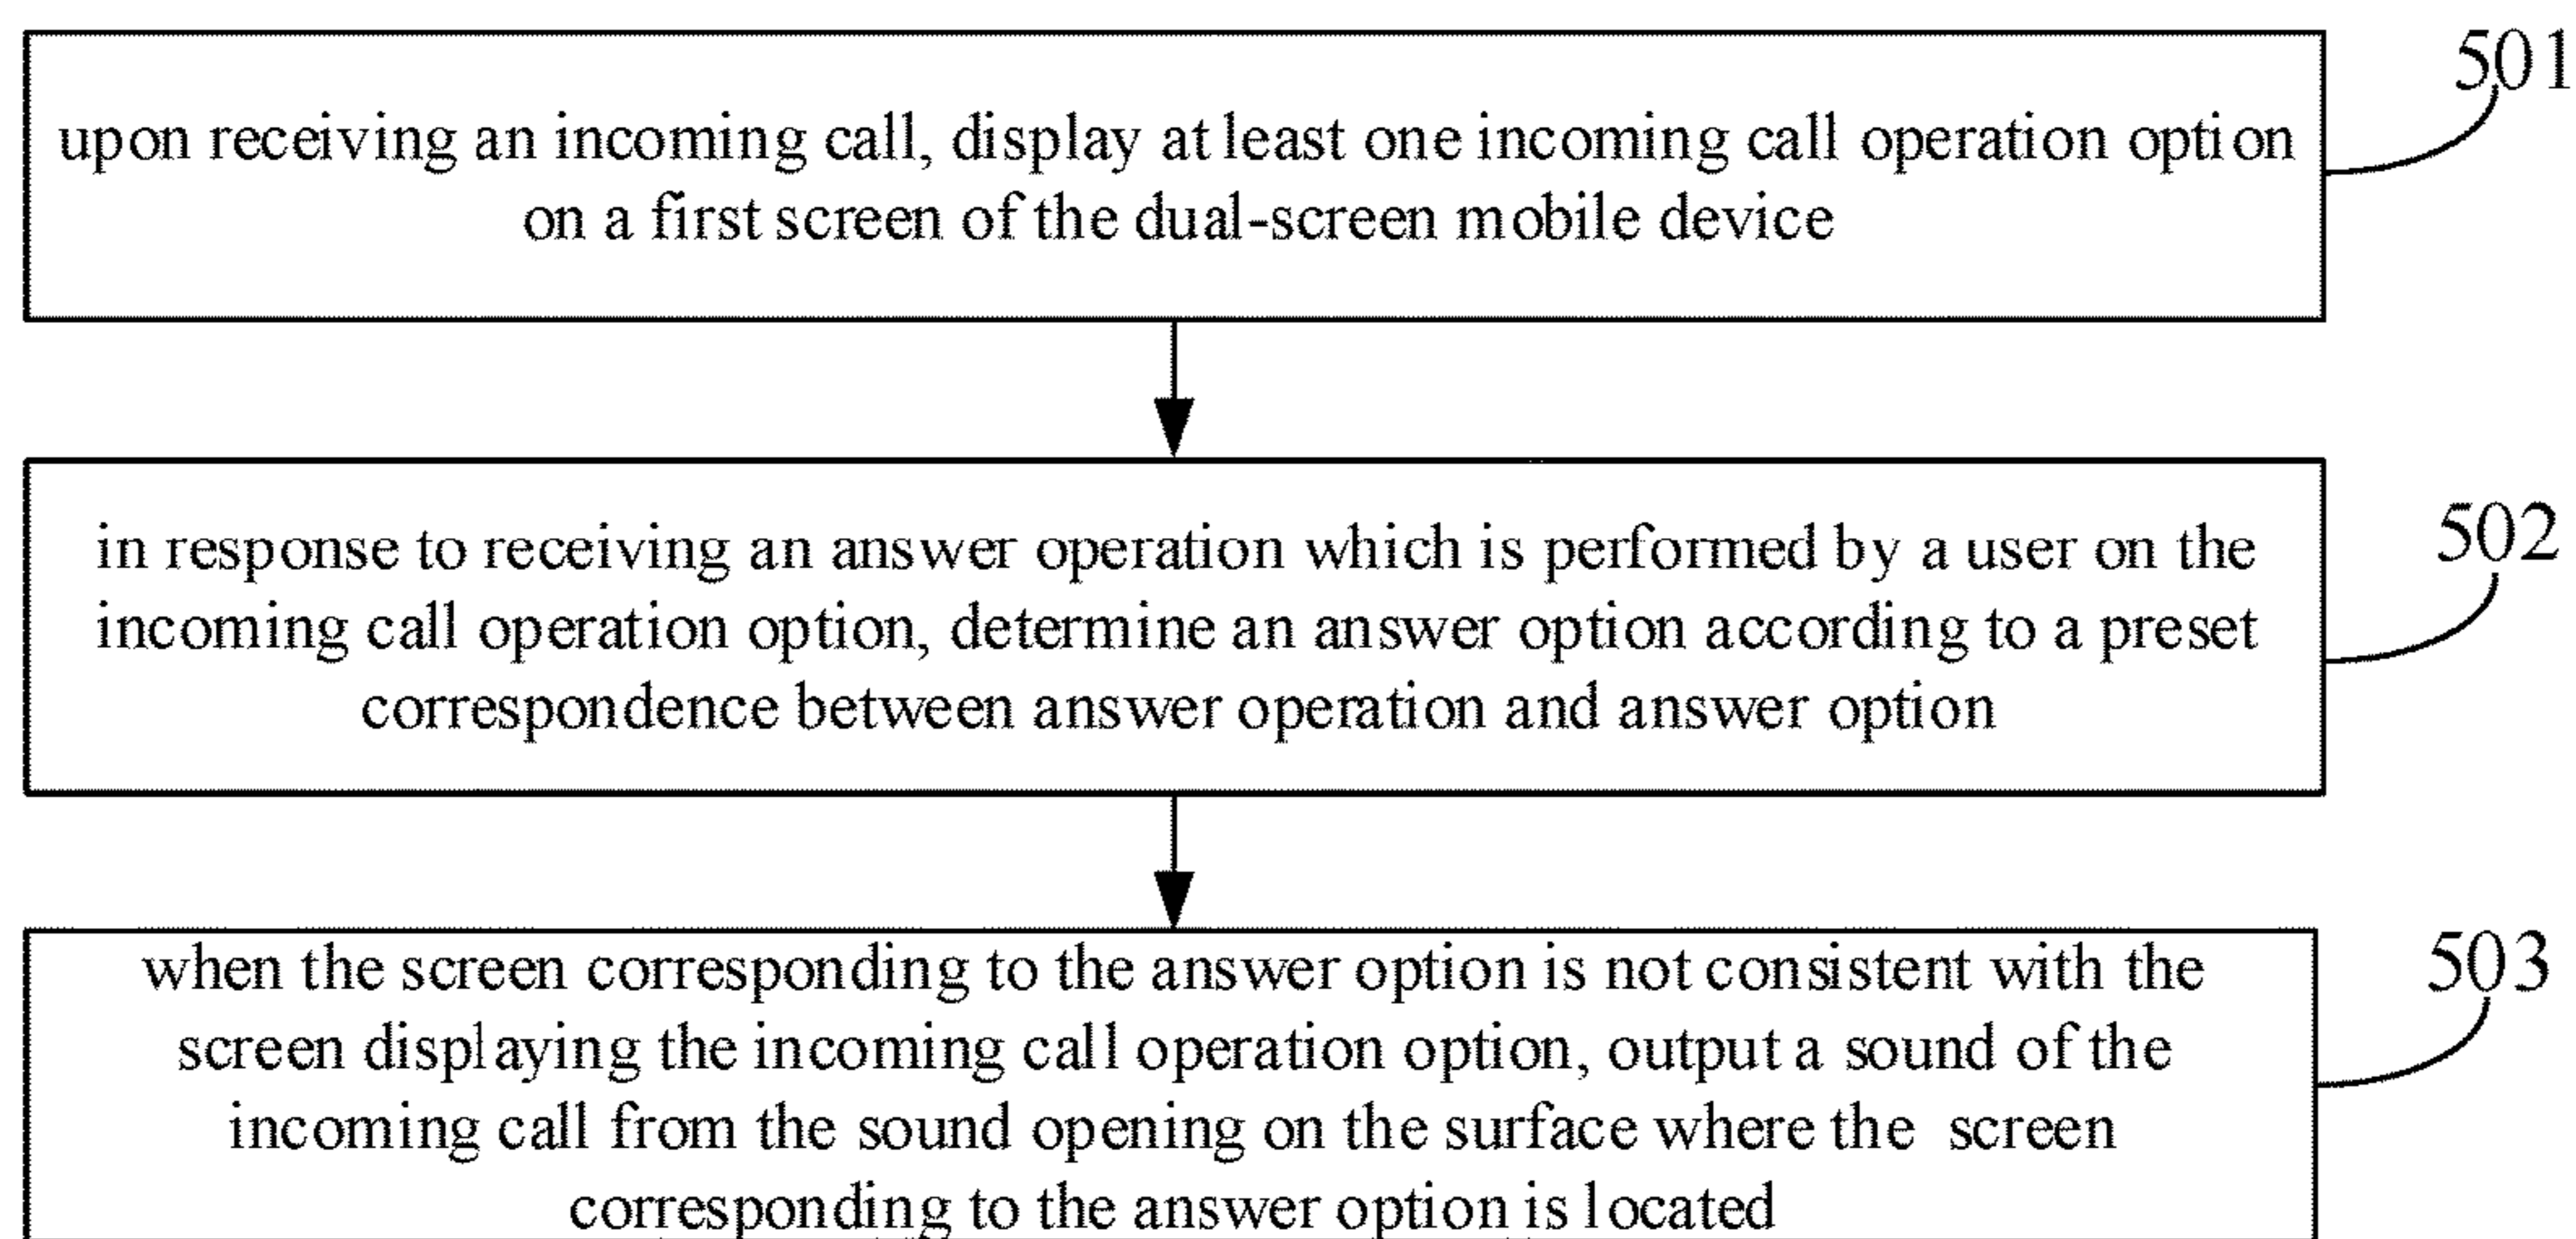 501
upon receiving an incoming call, display at least one incoming call operation option
on a first screen of the dual-screen mobile device
502
in response to receiving an answer operation which is performed by a user on the
incoming call operation option, determine an answer option according to a preset
correspondence between answer operation and answer option
503
when the screen corresponding to the answer option is not consistent with the
screen displaying the incoming call operation option, output a sound of the
incoming call from the sound opening on the surface where the screen
corresponding to the answer option is located